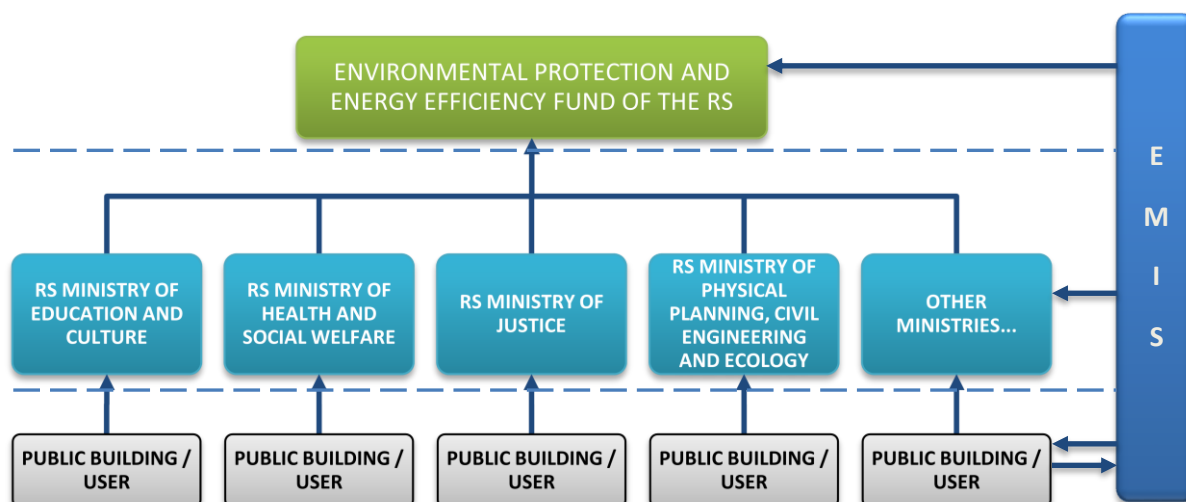 ENVIRONMENTAL PROTECTION AND
ENERGY EFFICIENCY FUND OF THE RS
E
M
I
S
RS MINISTRY OF
EDUCATION AND
CULTURE
RS MINISTRY OF
HEALTH AND
SOCIAL WELFARE
RS MINISTRY OF
JUSTICE
RS MINISTRY OF
PHYSICAL
PLANNING, CIVIL
ENGINEERING
AND ECOLOGY
OTHER
MINISTRIES...
PUBLIC BUILDING /
USER
PUBLIC BUILDING /
USER
PUBLIC BUILDING /
USER
PUBLIC BUILDING /
USER
PUBLIC BUILDING /
USER